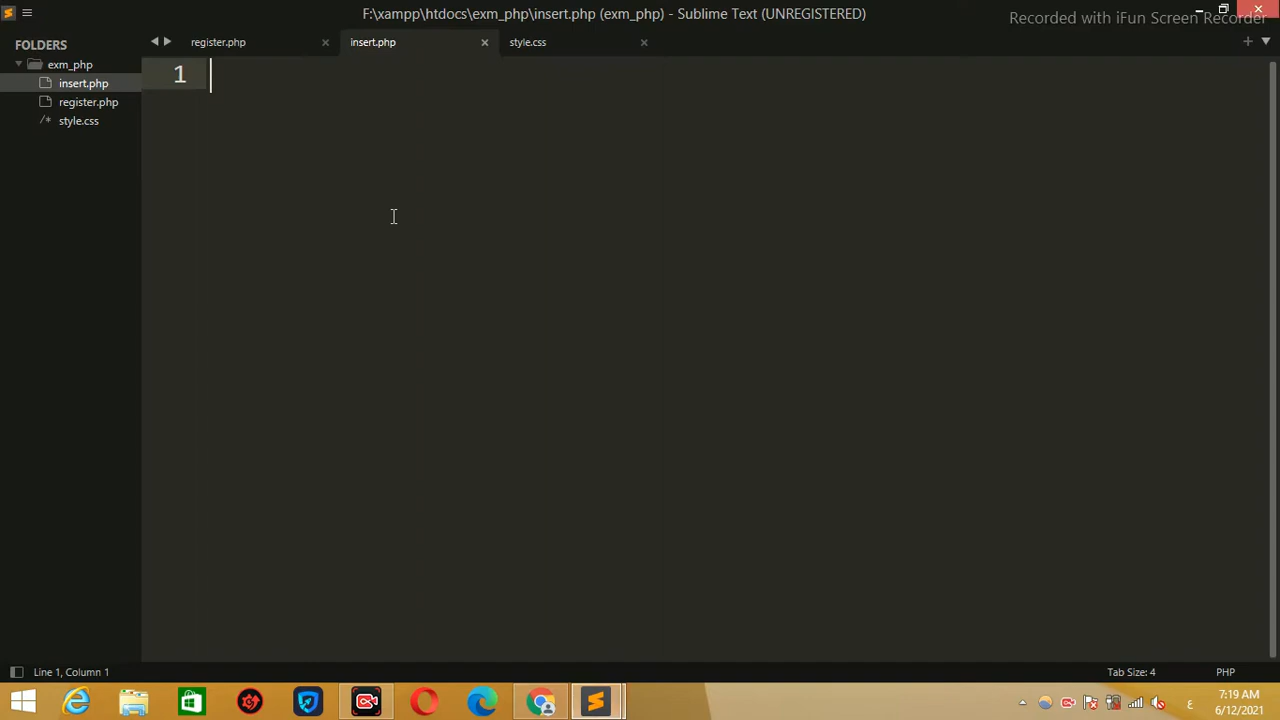 F:\xampp\htdocs\exm_php\insert.php (exm_php) - Sublime Text (UNREGISTERED)
Recorded with iFun Screen Recorder
FOLDERS
register.php
insert.php
style.css
exm_php
insert.php
register.php
/* style.css
1
Line 1, Column 1
Tab Size: 4
PHP
ع
7:19 AM
6/12/2021